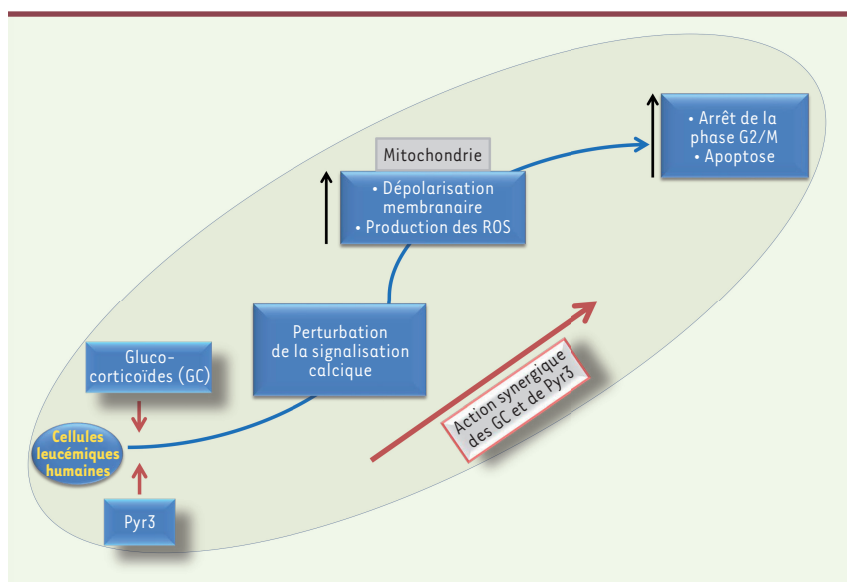 • Arrêt de la
phase G2/M
• Apoptose
Mitochondrie
• Dépolarisation
membranaire
• Production des ROS
Perturbation
de la signalisation
calcique
Gluco-
corticoïdes (GC)
Action synergique
des GC et de Pyr3
Cellules
leucémiques
humaines
Pyr3